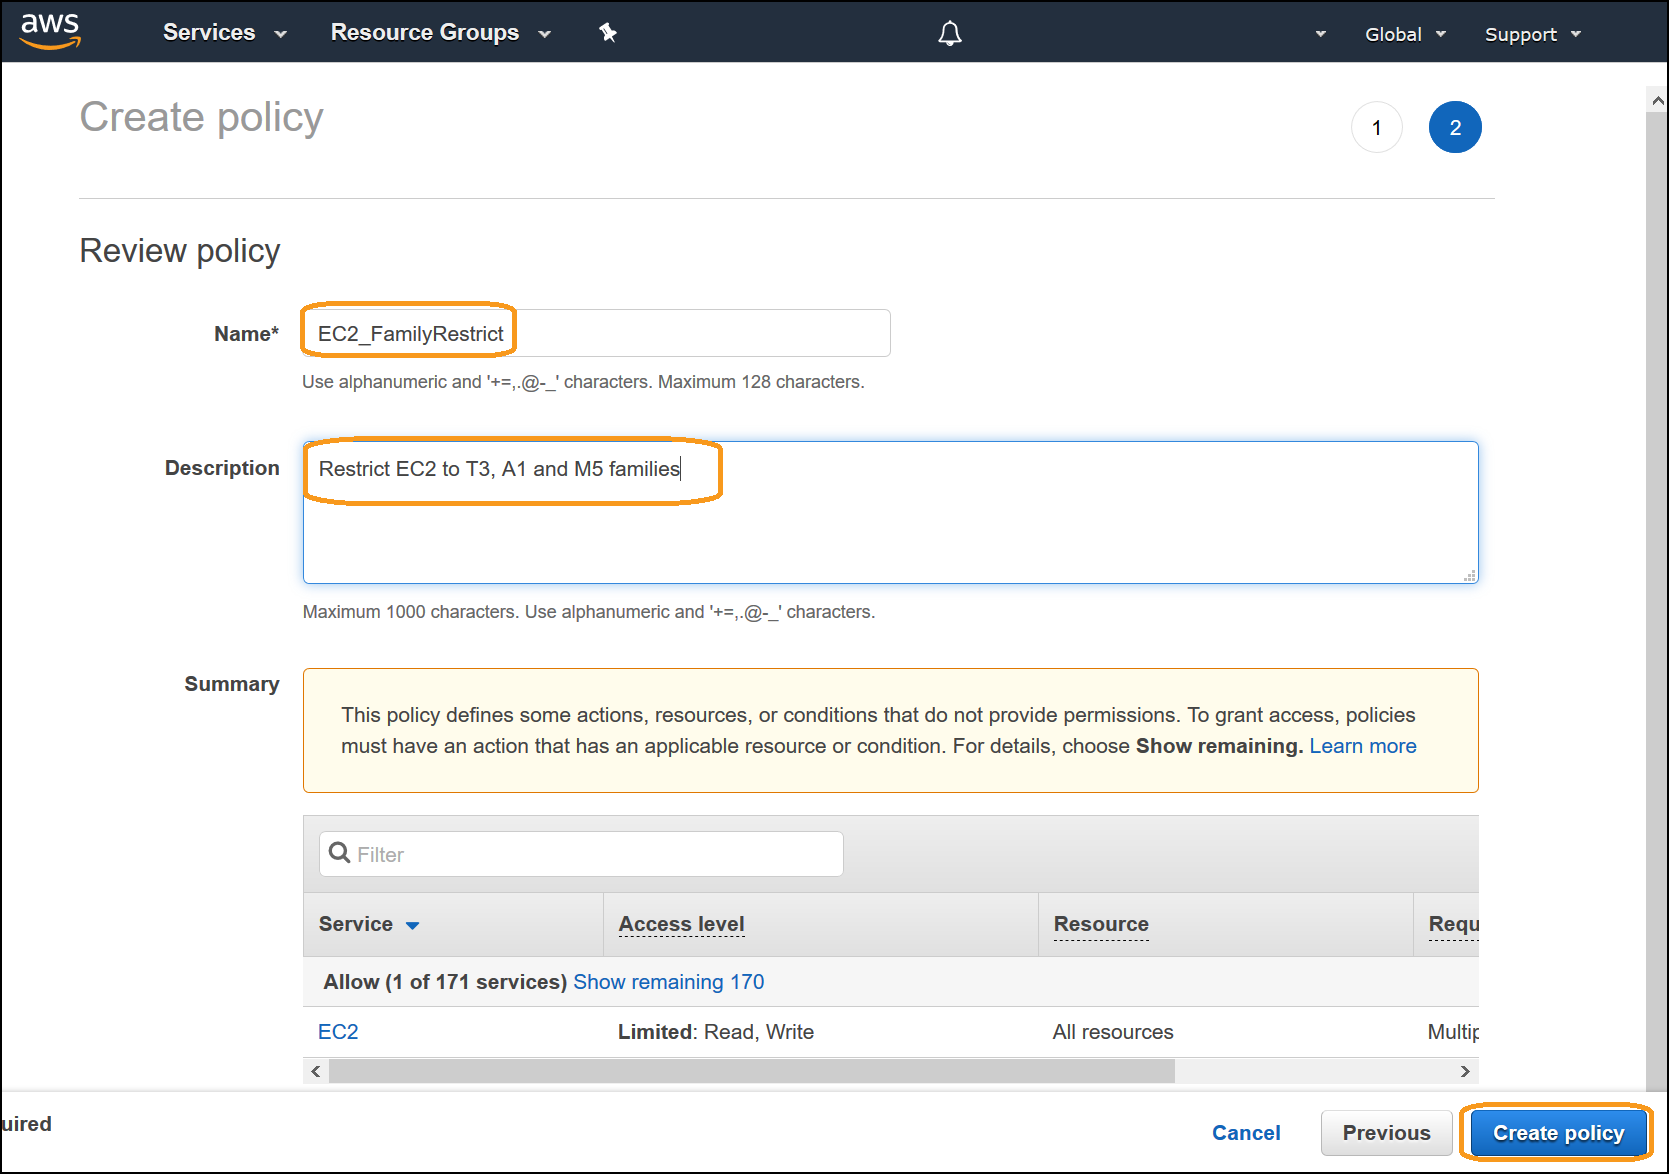 aws Services Resource Groups Global Support
Create policy
1 2
Review policy
Name* EC2_FamilyRestrict
Use alphanumeric and '+=,.@-_' characters. Maximum 128 characters.
Description Restrict EC2 to T3, A1 and M5 families
Maximum 1000 characters. Use alphanumeric and '+=,.@-_' characters.
Summary
This policy defines some actions, resources, or conditions that do not provide permissions. To grant access, policies
must have an action that has an applicable resource or condition. For details, choose Show remaining. Learn more
Filter
Service Access level Resource Requ
Allow (1 of 171 services) Show remaining 170
EC2 Limited: Read, Write All resources Multip
uired
Cancel Previous Create policy